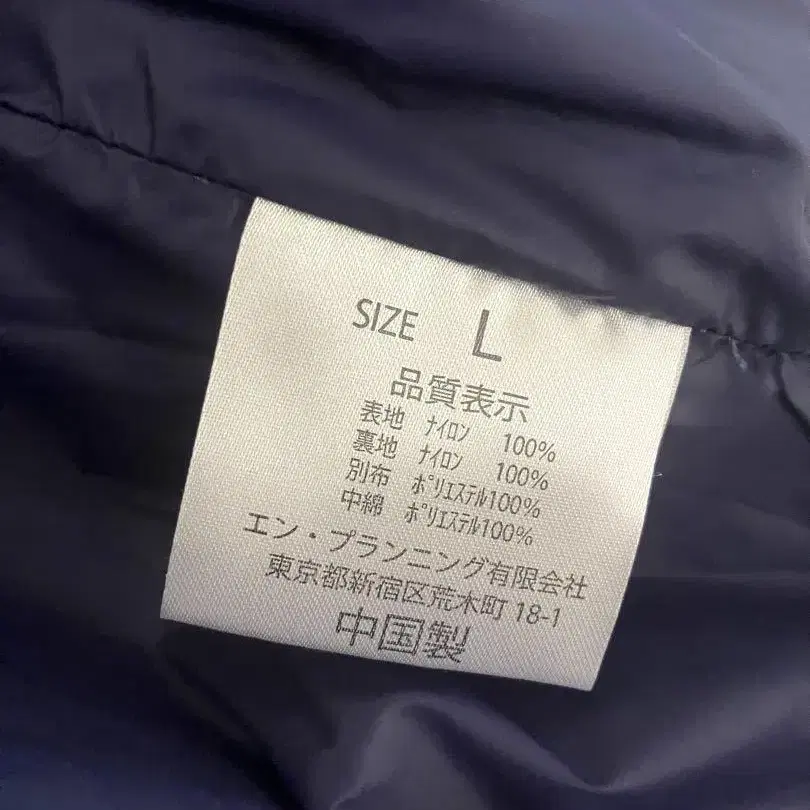 SIZE L
品質表示
表地 ﾅｲﾛﾝ 100%
裏地 ﾅｲﾛﾝ 100%
別布 ﾎﾟﾘｴｽﾃﾙ100%
中綿 ﾎﾟﾘｴｽﾃﾙ100%
エン・プランニング有限会社
東京都新宿区荒木町 18-1
中国製